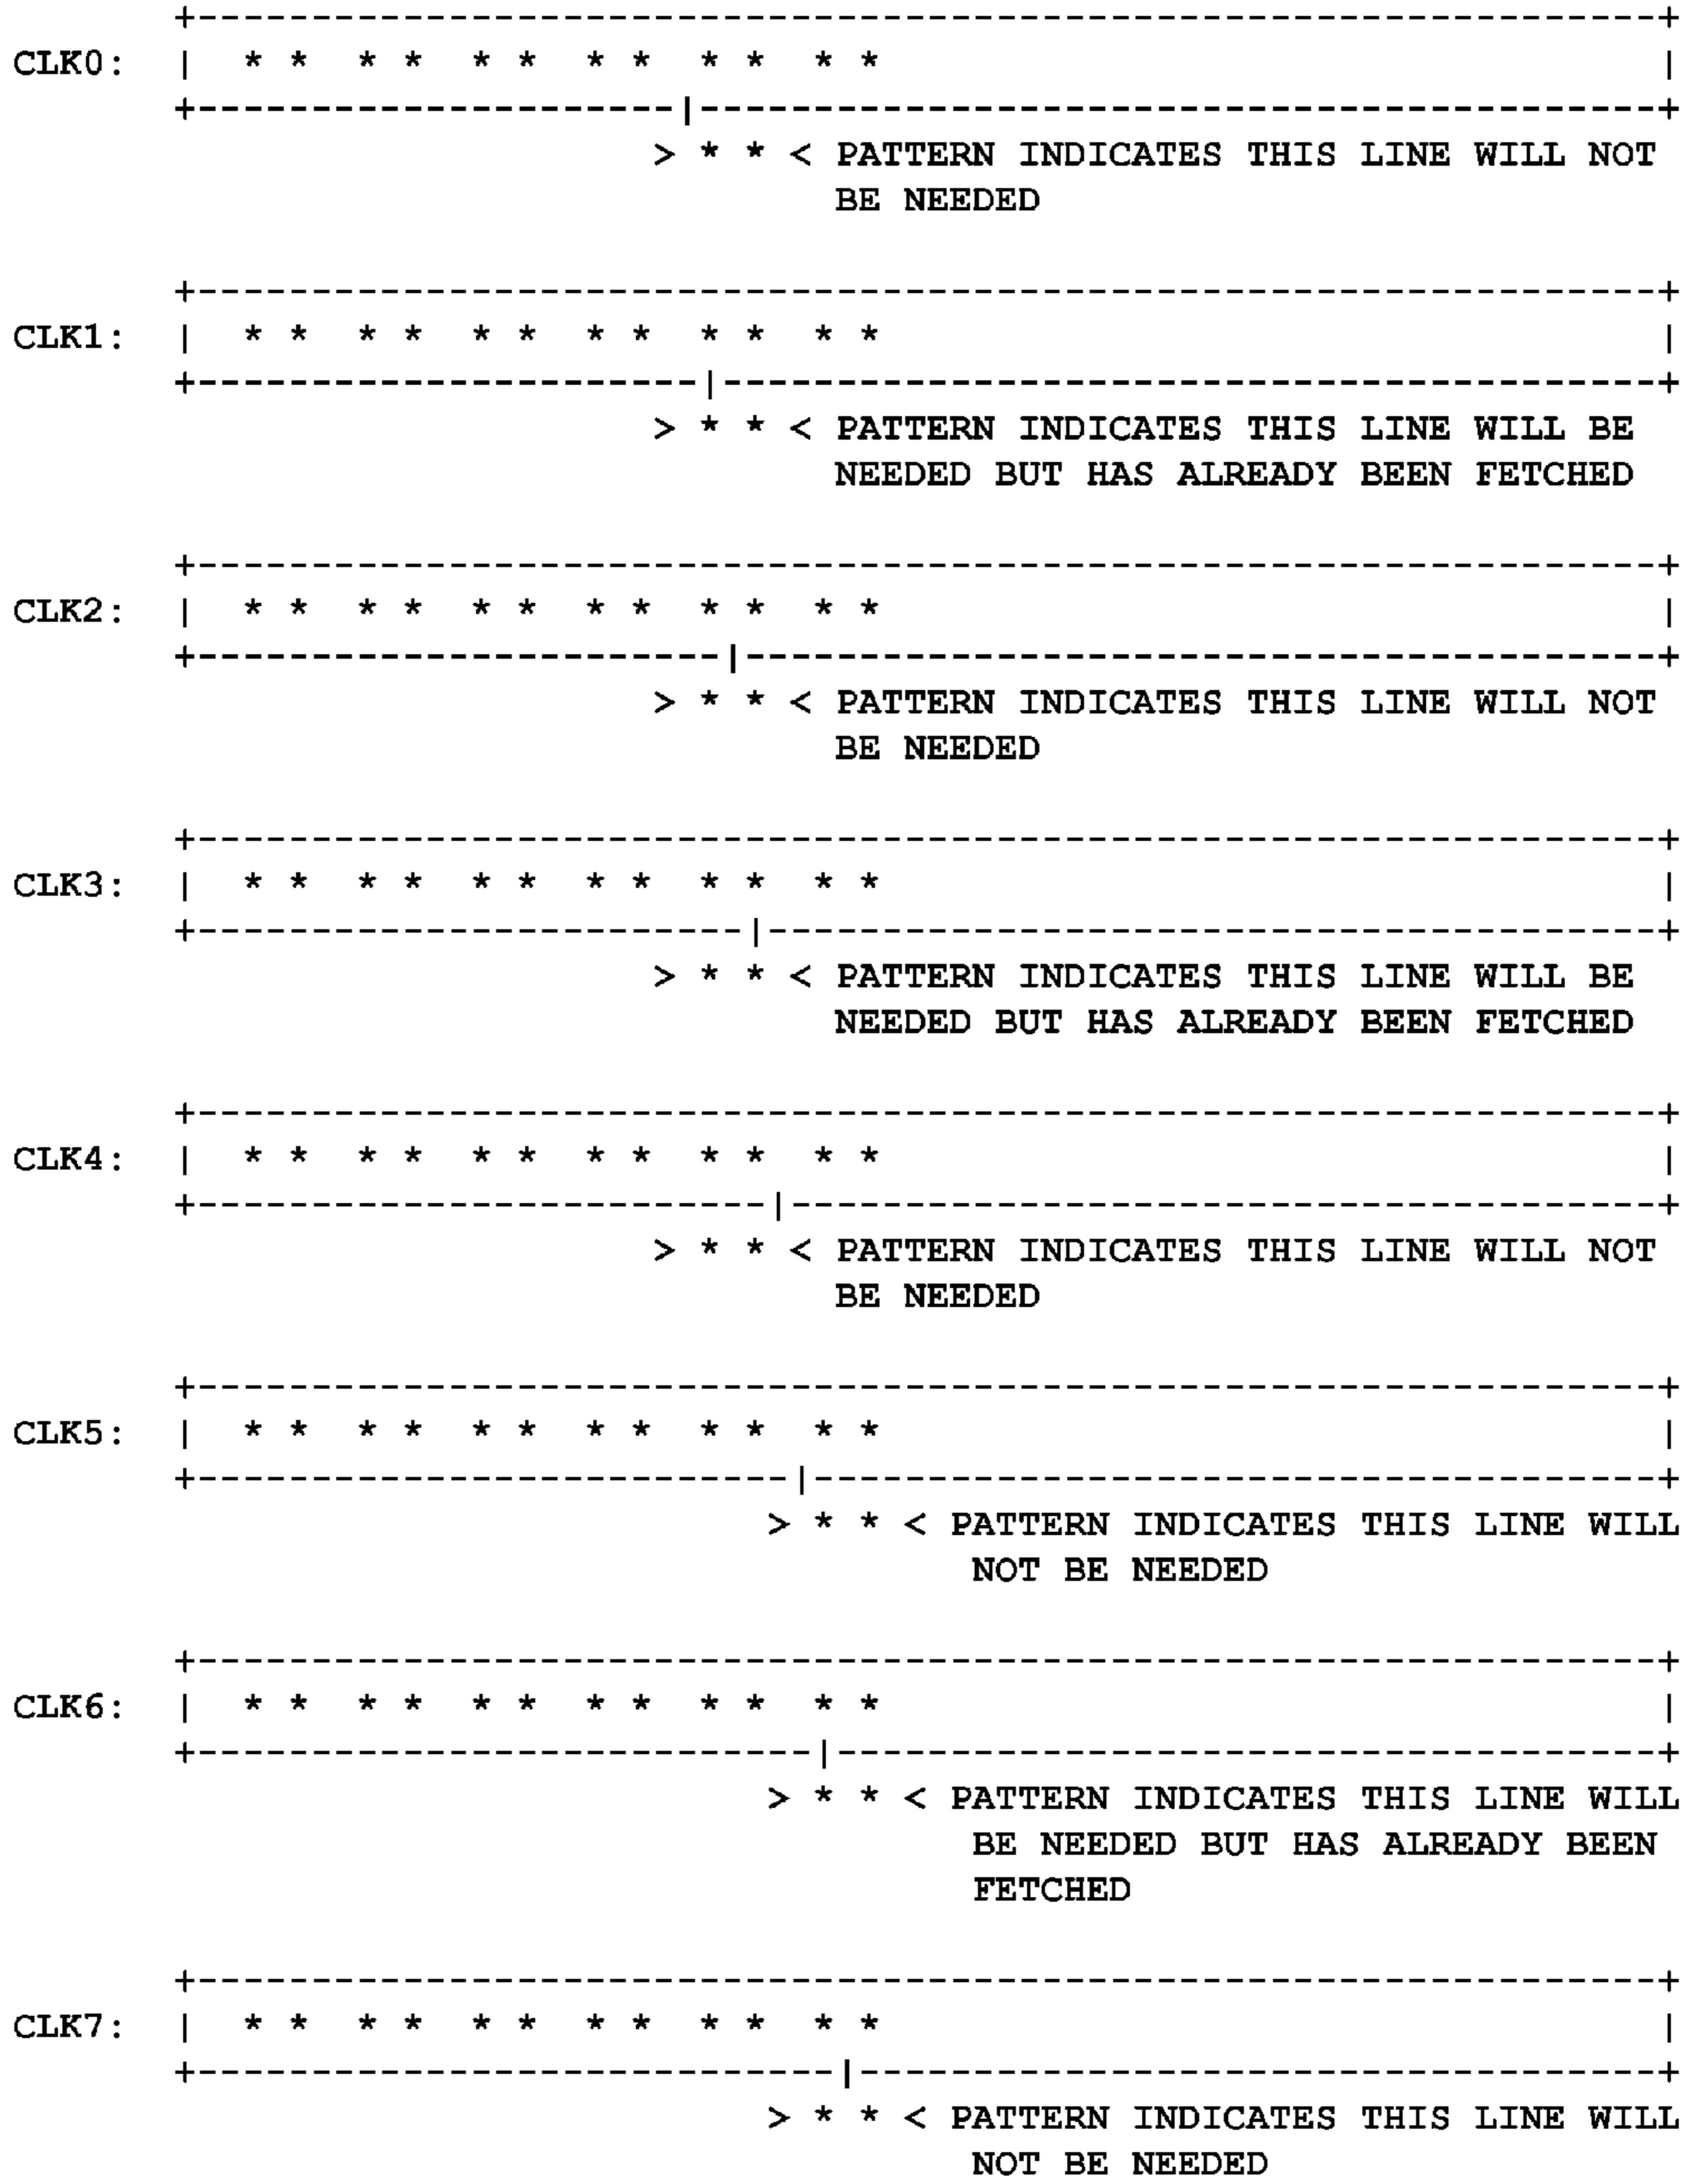 +----------------------------------------------------------------+
CLK0:  |  * *  * *  * *  * *  * *  * *                                  |
       +---------------------|------------------------------------------+
                            > * * < PATTERN INDICATES THIS LINE WILL NOT
                                    BE NEEDED
       +----------------------------------------------------------------+
CLK1:  |  * *  * *  * *  * *  * *  * *                                  |
       +----------------------|-----------------------------------------+
                            > * * < PATTERN INDICATES THIS LINE WILL BE
                                    NEEDED BUT HAS ALREADY BEEN FETCHED
       +----------------------------------------------------------------+
CLK2:  |  * *  * *  * *  * *  * *  * *                                  |
       +-----------------------|----------------------------------------+
                            > * * < PATTERN INDICATES THIS LINE WILL NOT
                                    BE NEEDED
       +----------------------------------------------------------------+
CLK3:  |  * *  * *  * *  * *  * *  * *                                  |
       +------------------------|---------------------------------------+
                            > * * < PATTERN INDICATES THIS LINE WILL BE
                                    NEEDED BUT HAS ALREADY BEEN FETCHED
       +----------------------------------------------------------------+
CLK4:  |  * *  * *  * *  * *  * *  * *                                  |
       +-------------------------|--------------------------------------+
                            > * * < PATTERN INDICATES THIS LINE WILL NOT
                                    BE NEEDED
       +----------------------------------------------------------------+
CLK5:  |  * *  * *  * *  * *  * *  * *                                  |
       +--------------------------|-------------------------------------+
                                 > * * < PATTERN INDICATES THIS LINE WILL
                                          NOT BE NEEDED
       +----------------------------------------------------------------+
CLK6:  |  * *  * *  * *  * *  * *  * *                                  |
       +---------------------------|------------------------------------+
                                 > * * < PATTERN INDICATES THIS LINE WILL
                                          BE NEEDED BUT HAS ALREADY BEEN
                                          FETCHED
       +----------------------------------------------------------------+
CLK7:  |  * *  * *  * *  * *  * *  * *                                  |
       +----------------------------|-----------------------------------+
                                 > * * < PATTERN INDICATES THIS LINE WILL
                                          NOT BE NEEDED